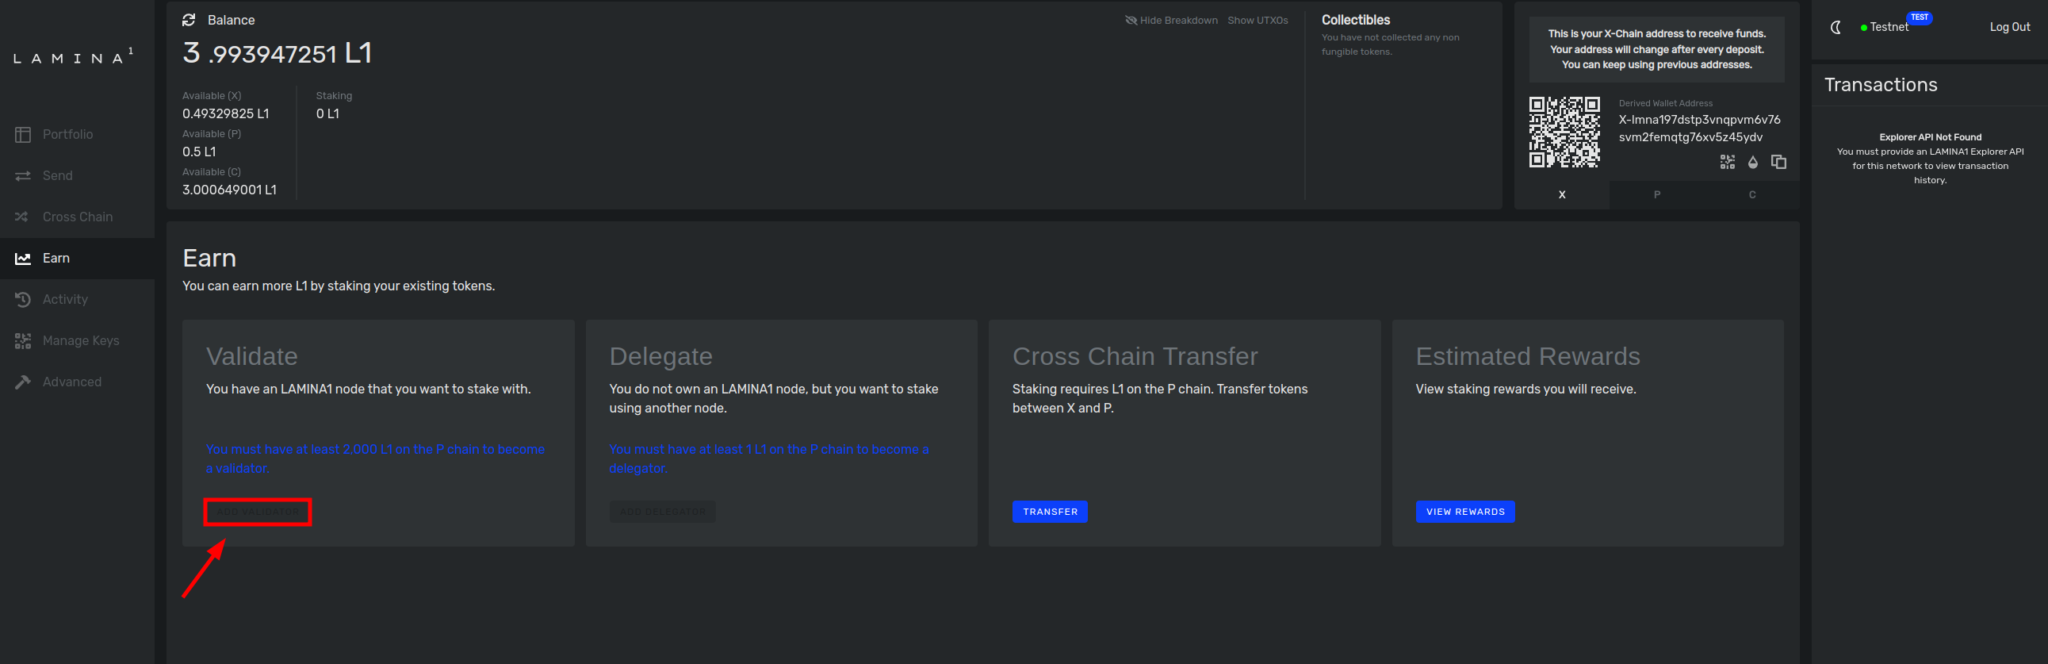 LAMINA1
Portfolio
Send
Cross Chain
Earn
Activity
Manage Keys
Advanced
Balance
Hide Breakdown Show UTXOs
3 .993947251 L1
Available (X)
0.49329825 L1
Available (P)
0.5 L1
Available (C)
3.000649001 L1
Staking
0 L1
Collectibles
You have not collected any non
fungible tokens.
This is your X-Chain address to receive funds.
Your address will change after every deposit.
You can keep using previous addresses.
Derived Wallet Address
X-lmna197dstp3vnqpvm6v76
svm2femqtg76xv5z45ydv
X P C
Testnet TEST
Log Out
Transactions
Explorer API Not Found
You must provide an LAMINA1 Explorer API
for this network to view transaction
history.
Earn
You can earn more L1 by staking your existing tokens.
Validate
You have an LAMINA1 node that you want to stake with.
You must have at least 2,000 L1 on the P chain to become
a validator.
ADD VALIDATOR
Delegate
You do not own an LAMINA1 node, but you want to stake
using another node.
You must have at least 1 L1 on the P chain to become a
delegator.
ADD DELEGATOR
Cross Chain Transfer
Staking requires L1 on the P chain. Transfer tokens
between X and P.
TRANSFER
Estimated Rewards
View staking rewards you will receive.
VIEW REWARDS